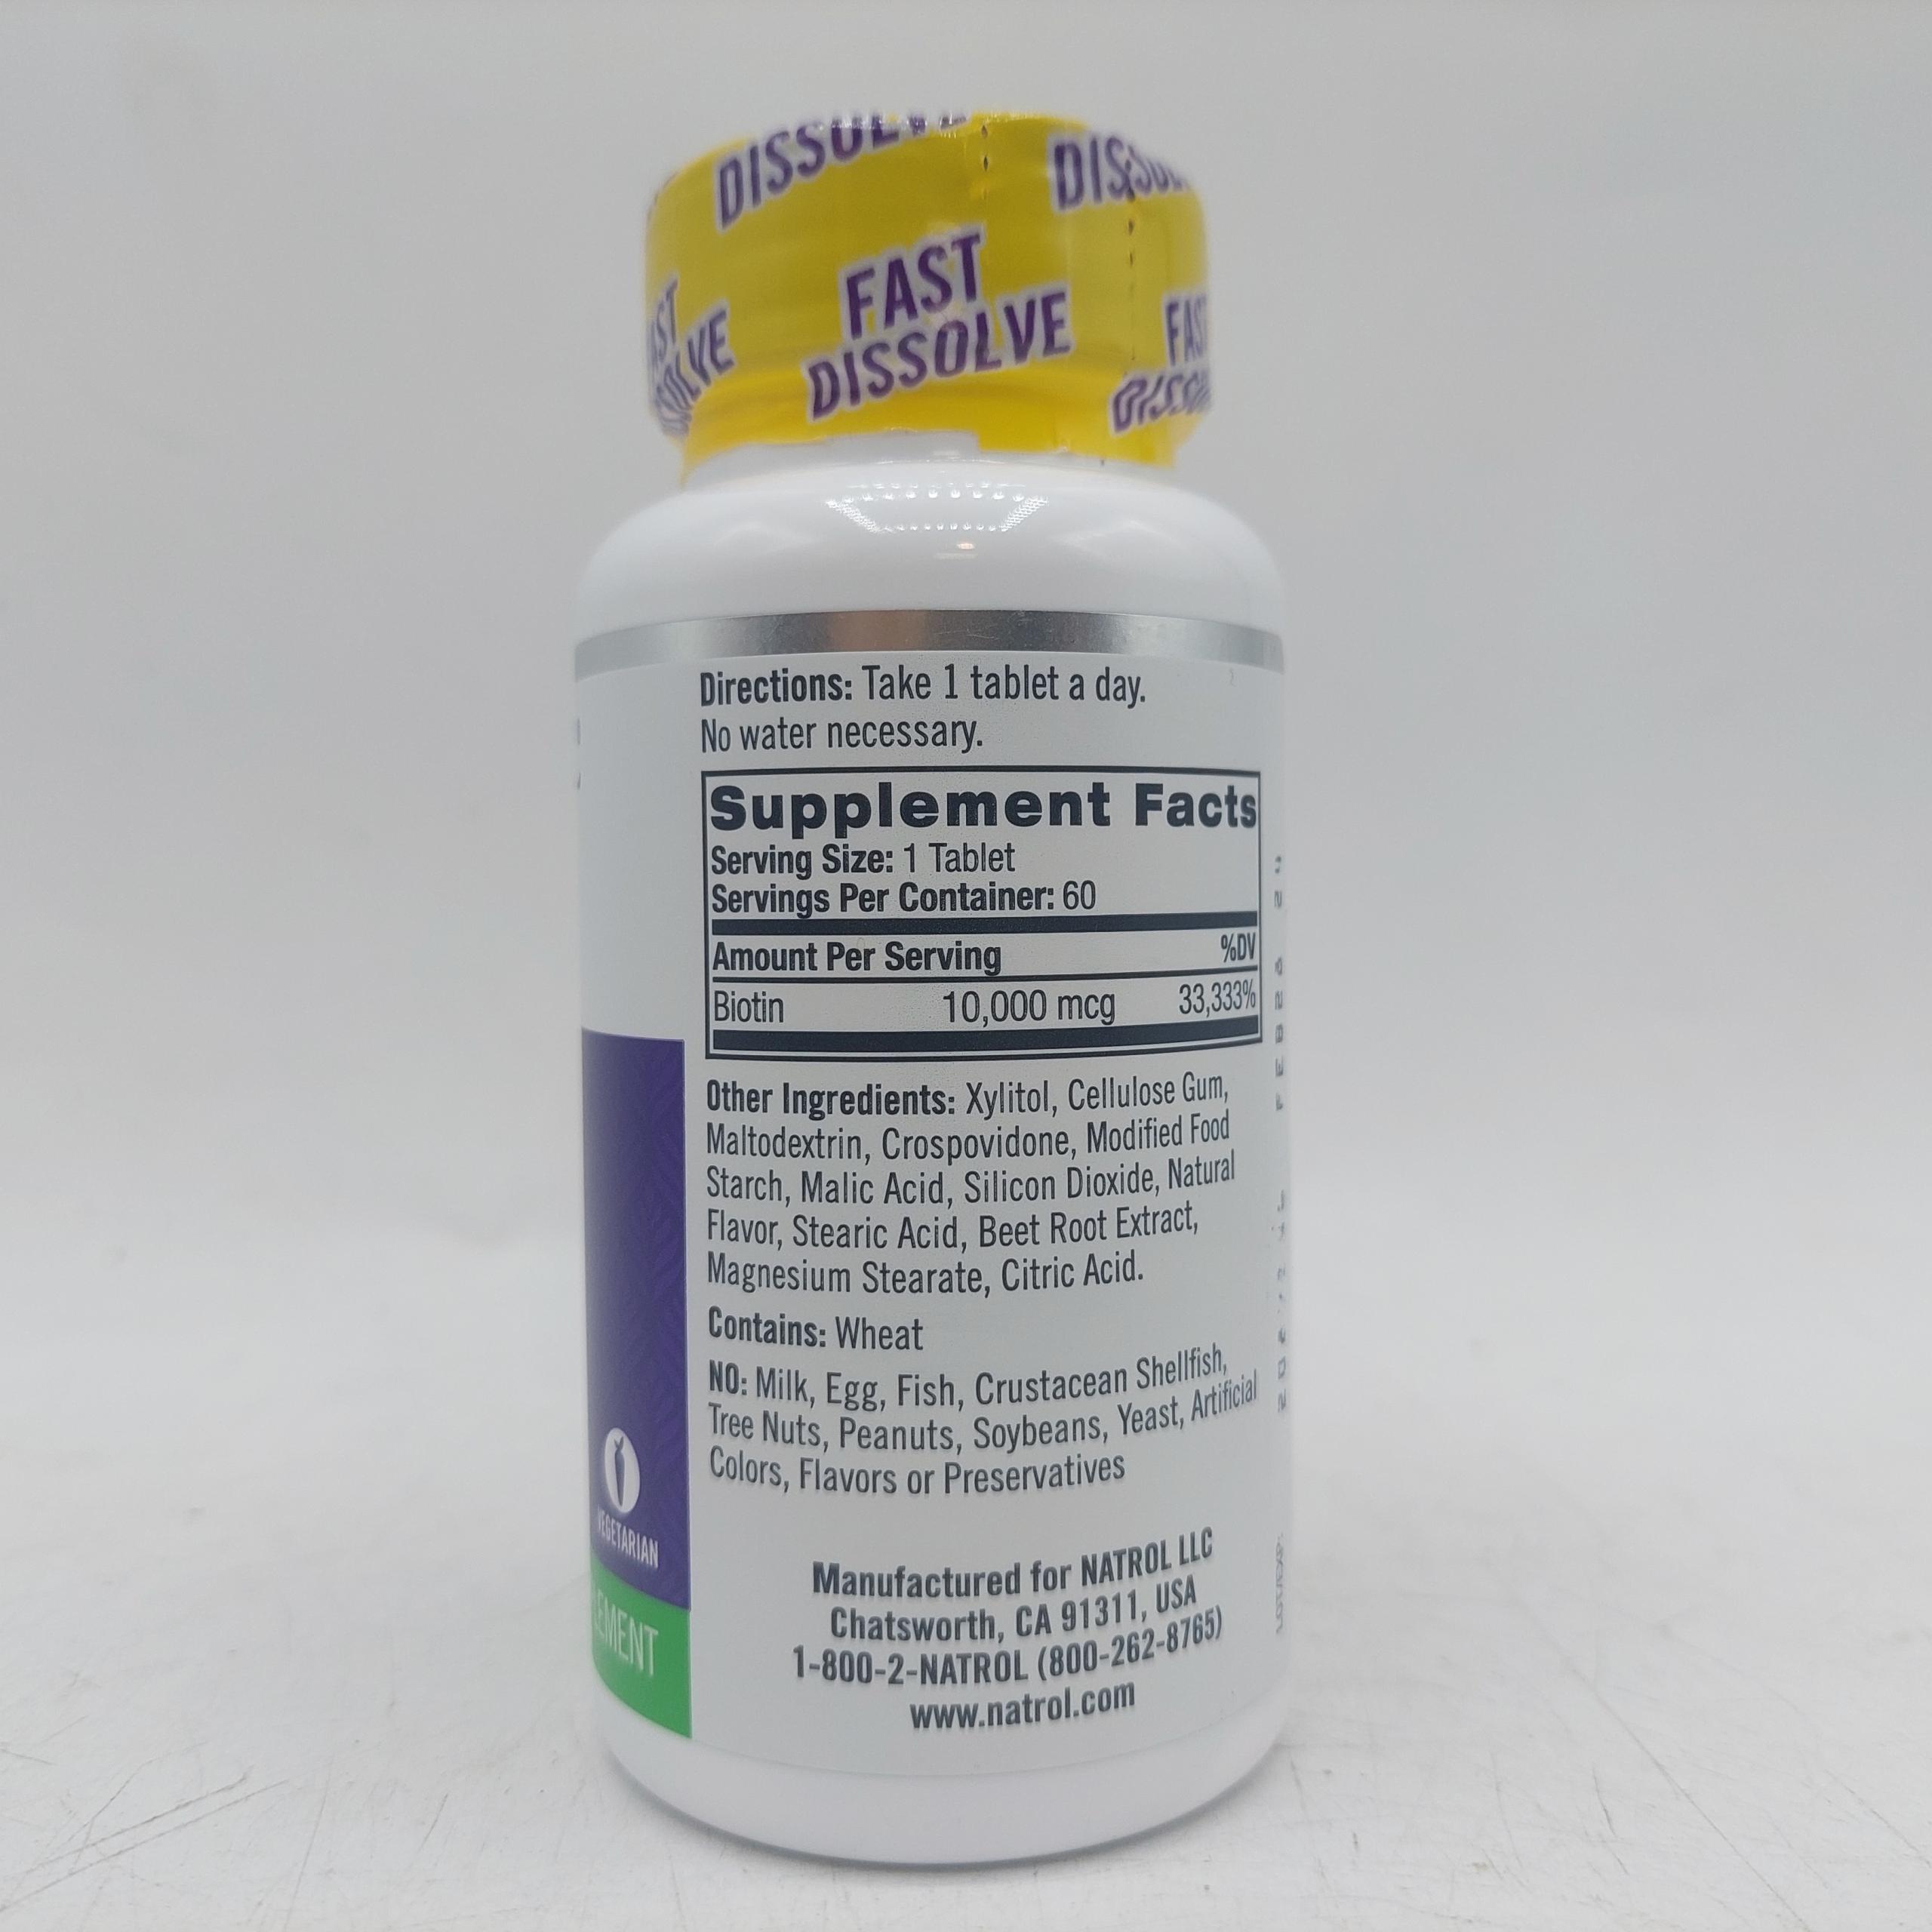 DISSOLVE
FAST
DISSOLVE
Directions: Take 1 tablet a day.
No water necessary.
Supplement Facts
Serving Size: 1 Tablet
Servings Per Container: 60
Amount Per Serving %DV
Biotin 10,000 mcg 33,333%
Other Ingredients: Xylitol, Cellulose Gum,
Maltodextrin, Crospovidone, Modified Food
Starch, Malic Acid, Silicon Dioxide, Natural
Flavor, Stearic Acid, Beet Root Extract,
Magnesium Stearate, Citric Acid.
Contains: Wheat
NO: Milk, Egg, Fish, Crustacean Shellfish,
Tree Nuts, Peanuts, Soybeans, Yeast, Artificial
Colors, Flavors or Preservatives
Manufactured for NATROL LLC
Chatsworth, CA 91311, USA
1-800-2-NATROL (800-262-8765)
www.natrol.com
VEGETARIAN